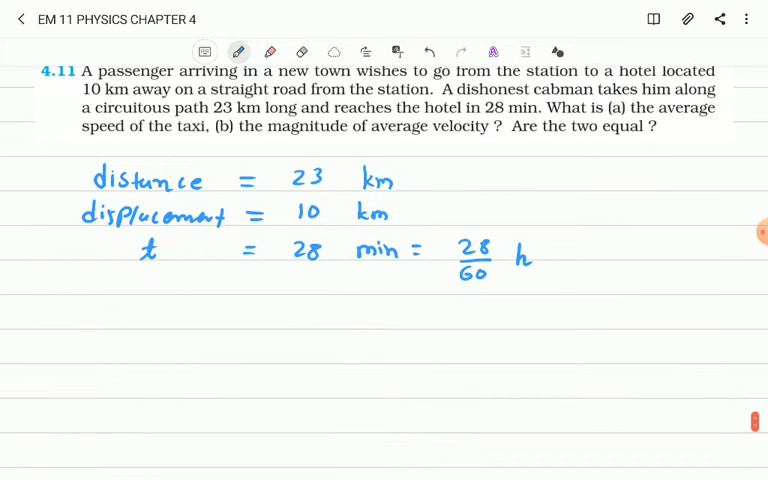 EM 11 PHYSICS CHAPTER 4
4.11 A passenger arriving in a new town wishes to go from the station to a hotel located
10 km away on a straight road from the station. A dishonest cabman takes him along
a circuitous path 23 km long and reaches the hotel in 28 min. What is (a) the average
speed of the taxi, (b) the magnitude of average velocity ? Are the two equal ?
distance = 23 km
displacement = 10 km
t = 28 min = 28/60 h